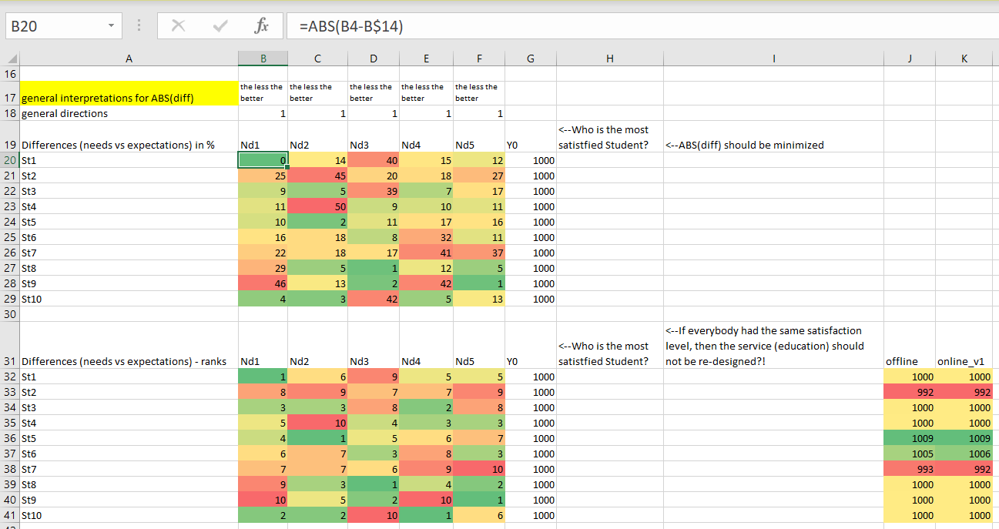 B20 fx =ABS(B4-B$14)
A B C D E F G H I J K
16
the less the the less the the less the the less the the less the
17 general interpretations for ABS(diff) better better better better better
18 general directions 1 1 1 1 1
<--Who is the most
19 Differences (needs vs expectations) in % Nd1 Nd2 Nd3 Nd4 Nd5 Y0 satistfied Student? <--ABS(diff) should be minimized
20 St1 0 14 40 15 12 1000
21 St2 25 45 20 18 27 1000
22 St3 9 5 39 7 17 1000
23 St4 11 50 9 10 11 1000
24 St5 10 2 11 17 16 1000
25 St6 16 18 8 32 11 1000
26 St7 22 18 17 41 37 1000
27 St8 29 5 1 12 5 1000
28 St9 46 13 2 42 1 1000
29 St10 4 3 42 5 13 1000
30
<--If everybody had the same satisfaction
<--Who is the most level, then the service (education) should
31 Differences (needs vs expectations) - ranks Nd1 Nd2 Nd3 Nd4 Nd5 Y0 satistfied Student? not be re-designed?! offline online_v1
32 St1 1 6 9 5 5 1000 1000 1000
33 St2 8 9 7 7 9 1000 992 992
34 St3 3 3 8 2 8 1000 1000 1000
35 St4 5 10 4 3 3 1000 1000 1000
36 St5 4 1 5 6 7 1000 1009 1009
37 St6 6 7 3 8 3 1000 1005 1006
38 St7 7 7 6 9 10 1000 993 992
39 St8 9 3 1 4 2 1000 1000 1000
40 St9 10 5 2 10 1 1000 1000 1000
41 St10 2 2 10 1 6 1000 1000 1000